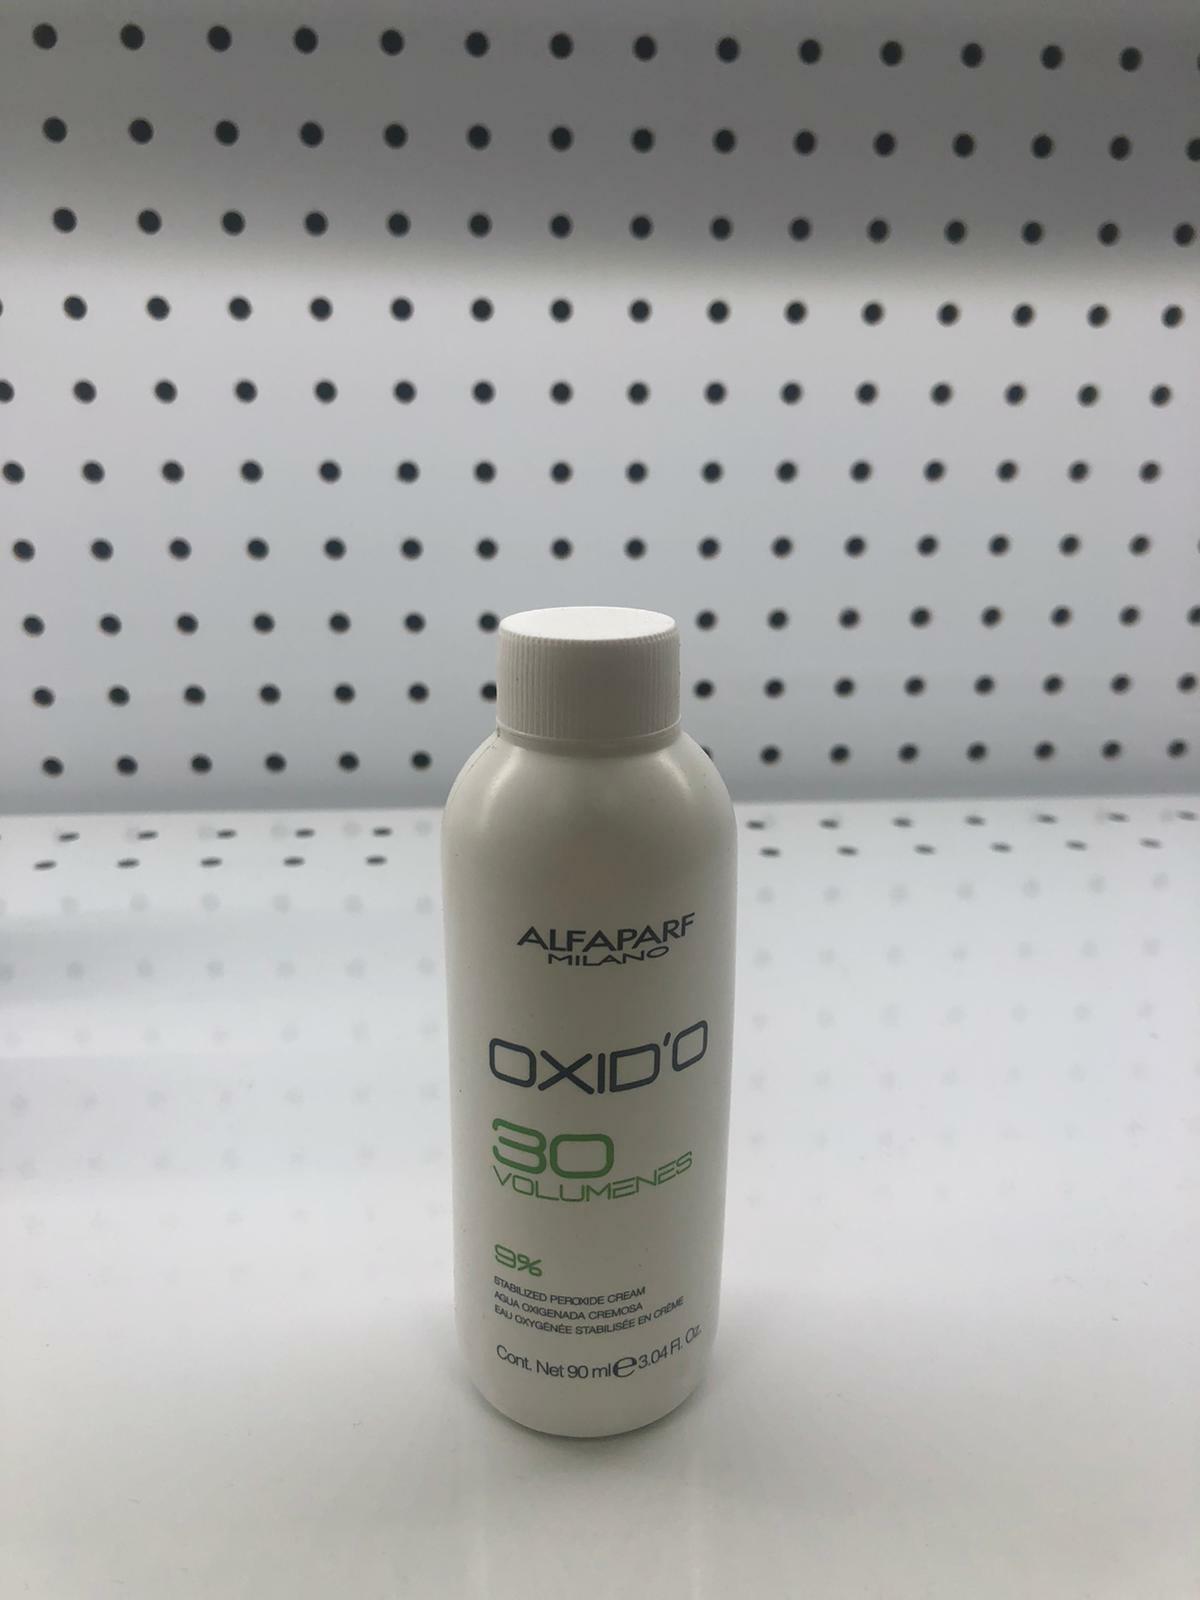 ALFAPARF
MILANO
OXID'O
30
VOLUMENES
9%
STABILIZED PEROXIDE CREAM
AGUA OXIGENADA CREMOSA
EAU OXYGÉNÉE STABILISÉE EN CRÈME
Cont. Net 90 ml e 3.04 Fl. Oz.